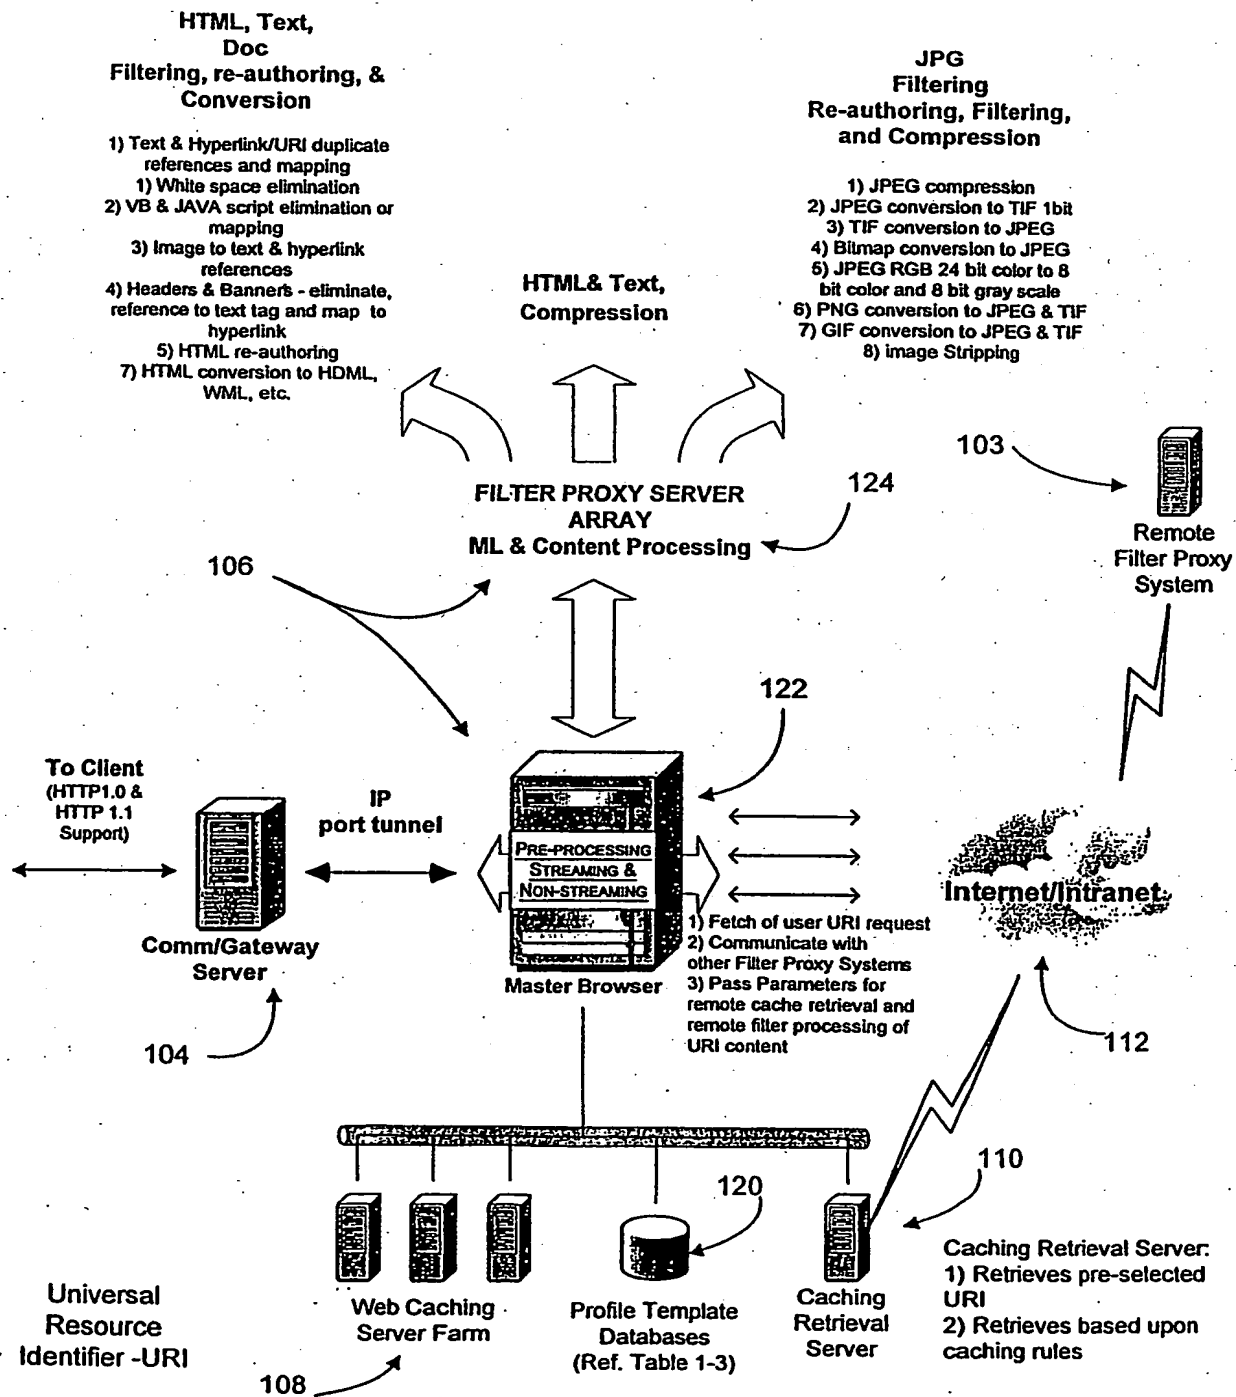 HTML, Text,
Doc
Filtering, re-authoring, &
Conversion
1) Text & Hyperlink/URI duplicate
references and mapping
1) White space elimination
2) VB & JAVA script elimination or
mapping
3) Image to text & hyperlink
references
4) Headers & Banners - eliminate,
reference to text tag and map to
hyperlink
5) HTML re-authoring
7) HTML conversion to HDML,
WML, etc.
HTML& Text,
Compression
JPG
Filtering
Re-authoring, Filtering,
and Compression
1) JPEG compression
2) JPEG conversion to TIF 1bit
3) TIF conversion to JPEG
4) Bitmap conversion to JPEG
5) JPEG RGB 24 bit color to 8
bit color and 8 bit gray scale
6) PNG conversion to JPEG & TIF
7) GIF conversion to JPEG & TIF
8) image Stripping
103
Remote
Filter Proxy
System
FILTER PROXY SERVER
ARRAY
ML & Content Processing
124
106
122
To Client
(HTTP1.0 &
HTTP 1.1
Support)
IP
port tunnel
PRE-PROCESSING
STREAMING &
NON-STREAMING
Internet/Intranet
Comm/Gateway
Server
Master Browser
1) Fetch of user URI request
2) Communicate with
other Filter Proxy Systems
3) Pass Parameters for
remote cache retrieval and
remote filter processing of
URI content
104
112
110
120
Universal
Resource
Identifier -URI
Web Caching
Server Farm
108
Profile Template
Databases
(Ref. Table 1-3)
Caching
Retrieval
Server
Caching Retrieval Server:
1) Retrieves pre-selected
URI
2) Retrieves based upon
caching rules